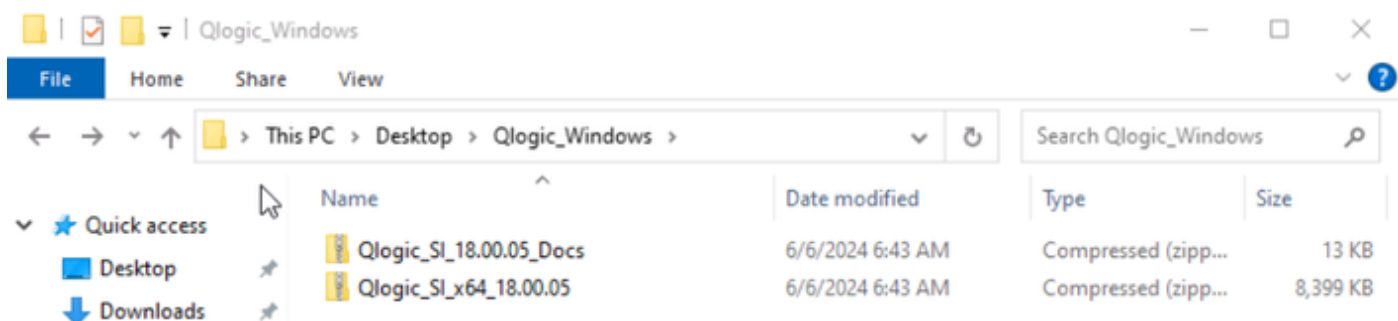 Qlogic_Windows
File Home Share View
This PC > Desktop > Qlogic_Windows > Search Qlogic_Windows
Name Date modified Type Size
Quick access
Qlogic_SI_18.00.05_Docs 6/6/2024 6:43 AM Compressed (zipp... 13 KB
Desktop
Qlogic_SI_x64_18.00.05 6/6/2024 6:43 AM Compressed (zipp... 8,399 KB
Downloads